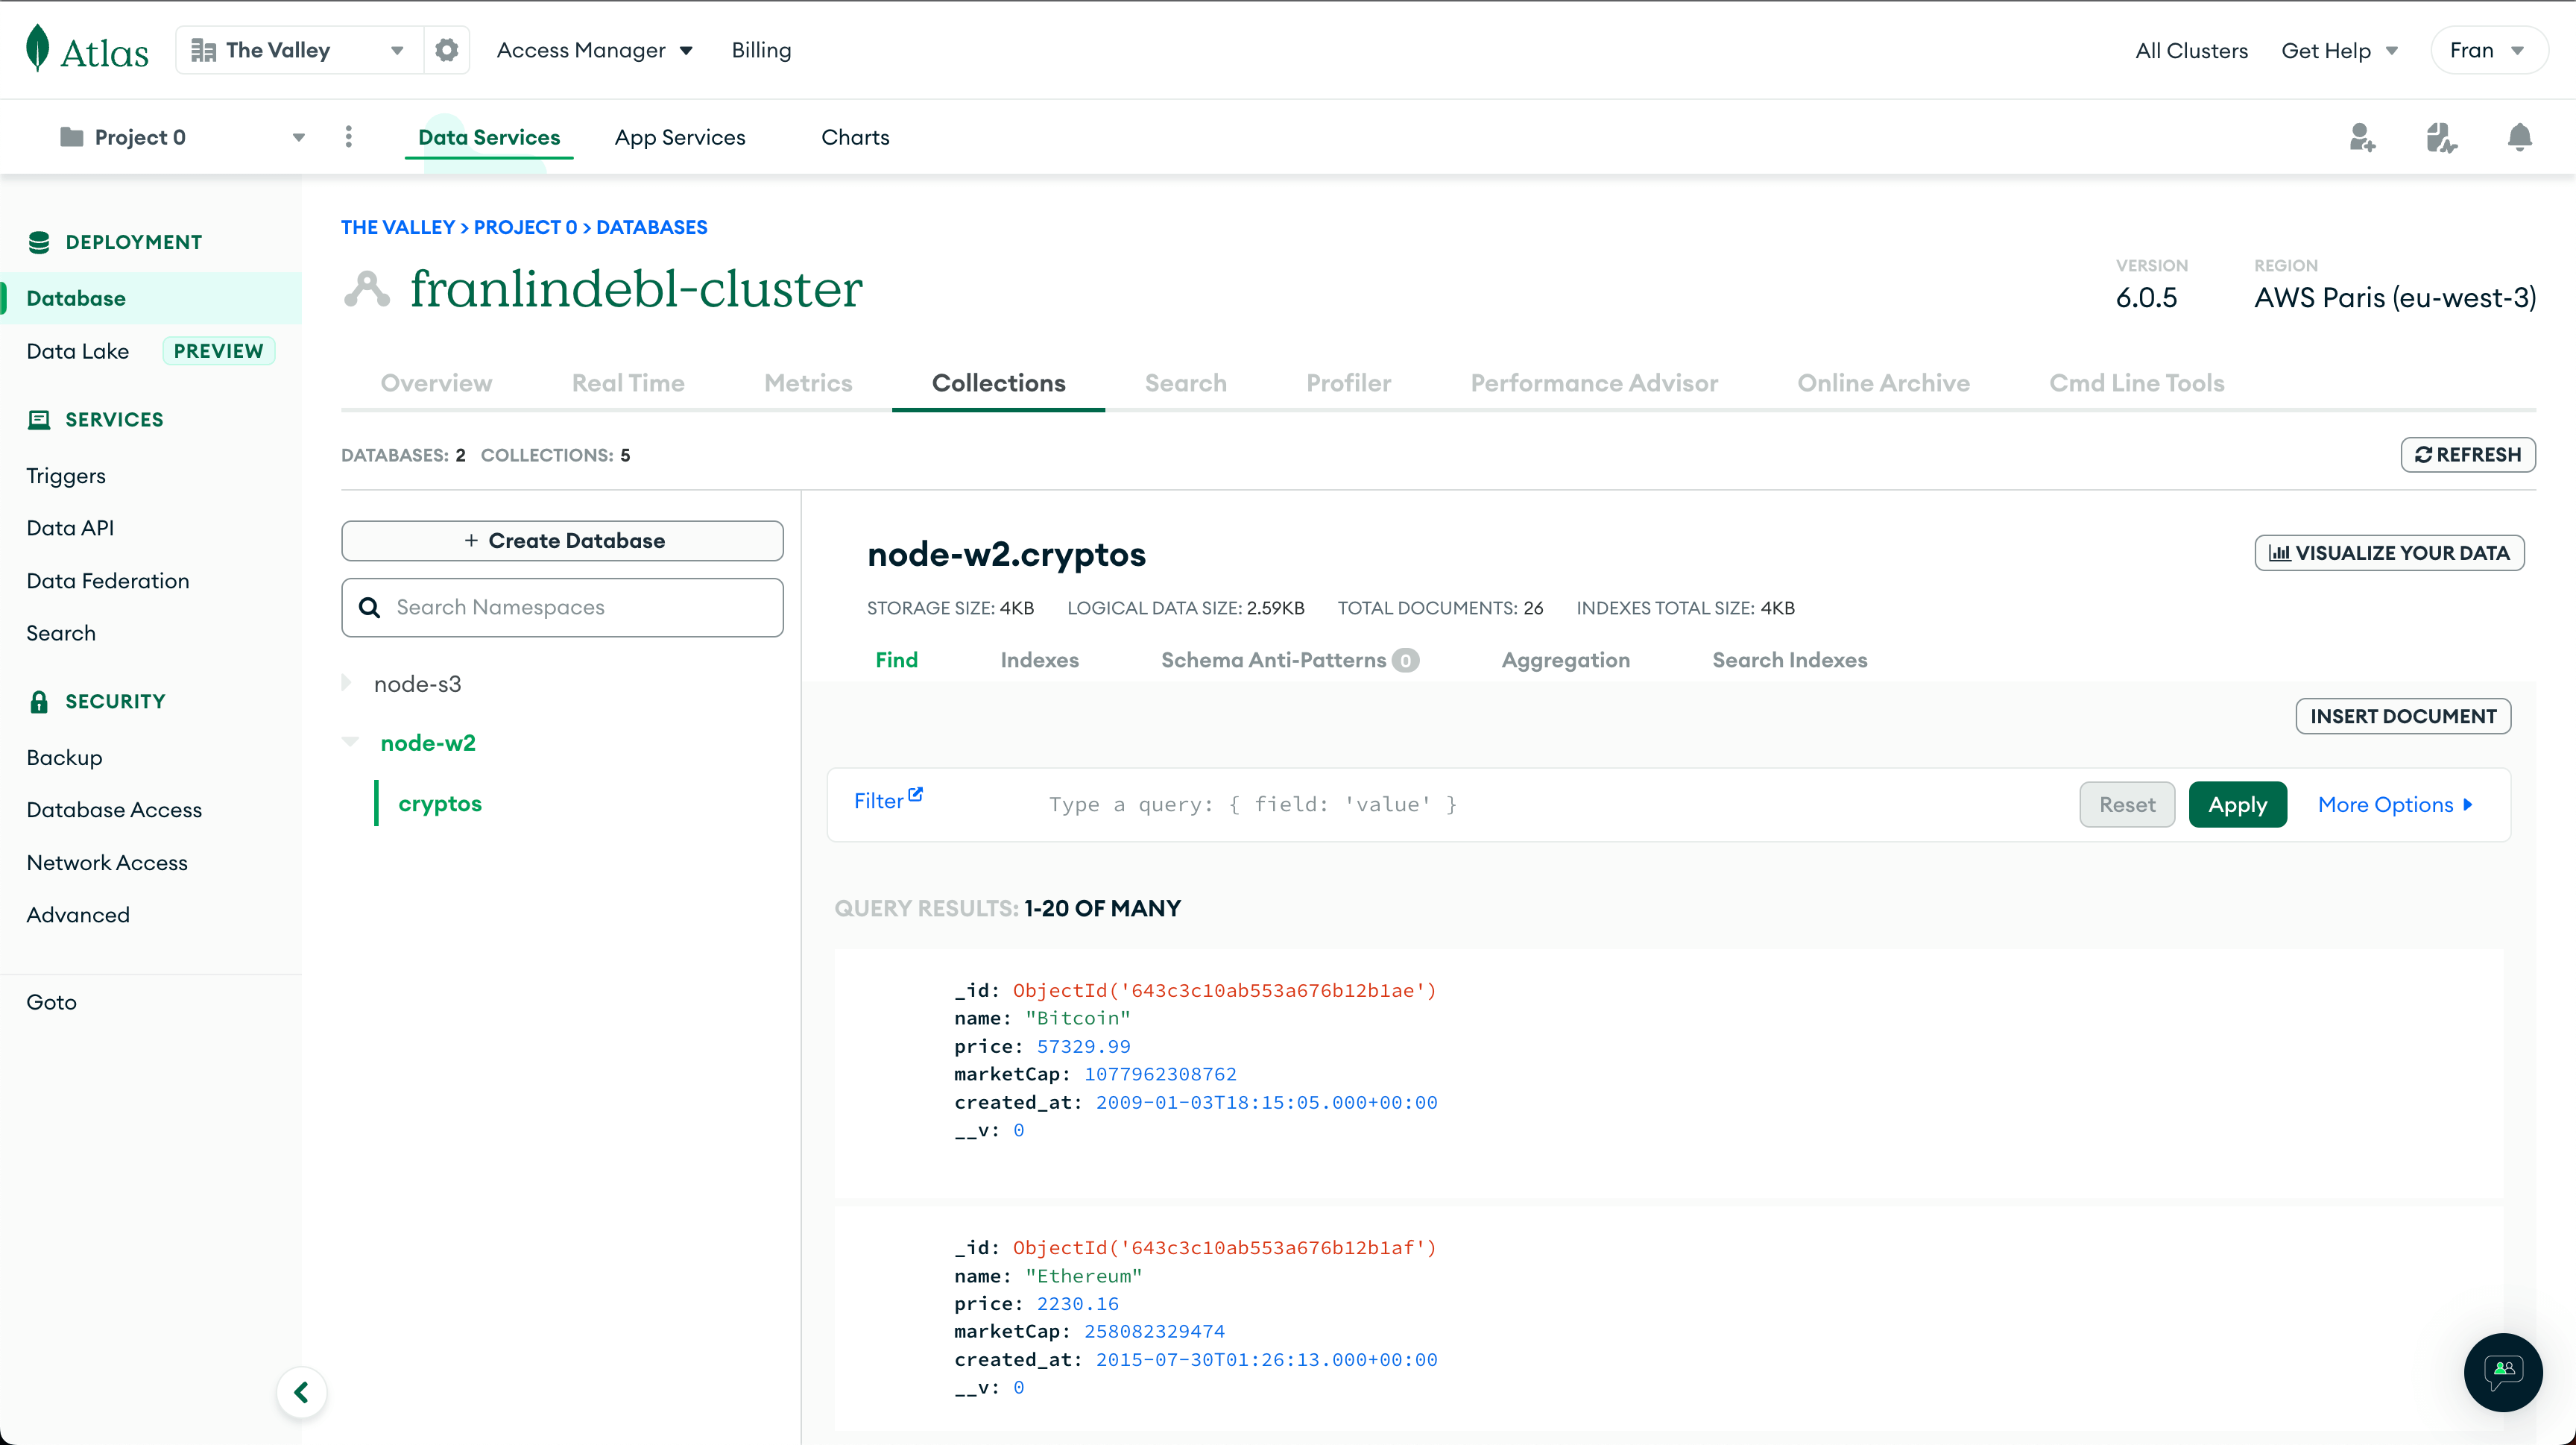 Atlas
The Valley
Access Manager
Billing
All Clusters
Get Help
Fran
Project 0
Data Services
App Services
Charts
DEPLOYMENT
Database
Data Lake PREVIEW
SERVICES
Triggers
Data API
Data Federation
Search
SECURITY
Backup
Database Access
Network Access
Advanced
Goto
THE VALLEY > PROJECT 0 > DATABASES
franlindebl-cluster
VERSION
6.0.5
REGION
AWS Paris (eu-west-3)
Overview
Real Time
Metrics
Collections
Search
Profiler
Performance Advisor
Online Archive
Cmd Line Tools
DATABASES: 2 COLLECTIONS: 5
REFRESH
+ Create Database
Search Namespaces
node-s3
node-w2
cryptos
node-w2.cryptos
VISUALIZE YOUR DATA
STORAGE SIZE: 4KB LOGICAL DATA SIZE: 2.59KB TOTAL DOCUMENTS: 26 INDEXES TOTAL SIZE: 4KB
Find
Indexes
Schema Anti-Patterns 0
Aggregation
Search Indexes
INSERT DOCUMENT
Filter
Type a query: { field: 'value' }
Reset
Apply
More Options
QUERY RESULTS: 1-20 OF MANY
_id: ObjectId('643c3c10ab553a676b12b1ae')
name: "Bitcoin"
price: 57329.99
marketCap: 1077962308762
created_at: 2009-01-03T18:15:05.000+00:00
__v: 0
_id: ObjectId('643c3c10ab553a676b12b1af')
name: "Ethereum"
price: 2230.16
marketCap: 258082329474
created_at: 2015-07-30T01:26:13.000+00:00
__v: 0